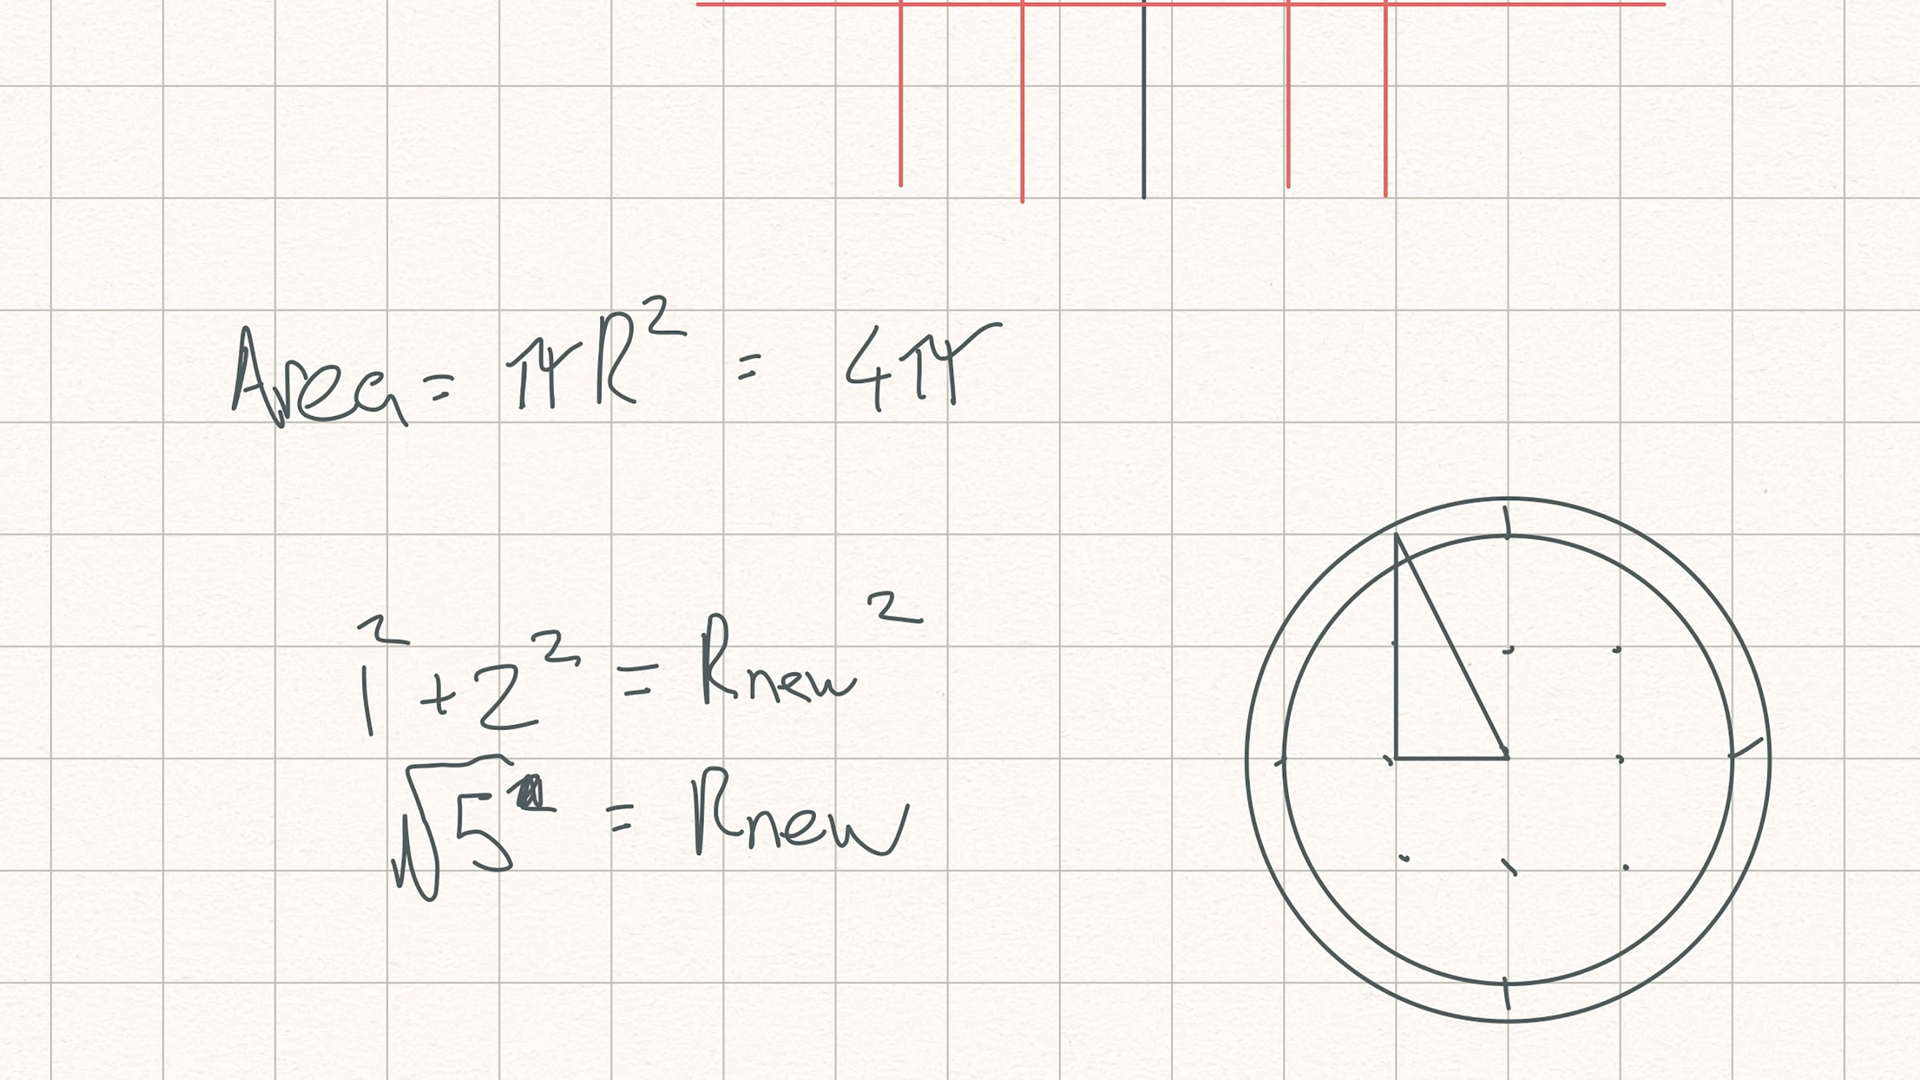 Area = πR² = 4π
1² + 2² = Rnew²
√5 = Rnew